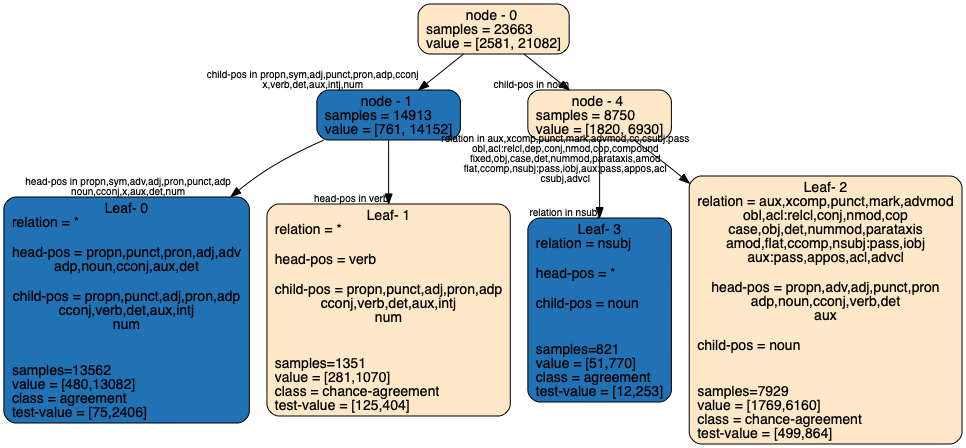 node - 0
samples = 23663
value = [2581, 21082]
child-pos in propn,sym,adj,punct,pron,adp,cconj
x,verb,det,aux,intj,num
child-pos in noun
node - 1
samples = 14913
value = [761, 14152]
node - 4
samples = 8750
value = [1820, 6930]
relation in aux,xcomp,punct,mark,advmod,cc,csubj:pass
obl,acl:relcl,dep,conj,nmod,cop,compound
fixed,obj,case,det,nummod,parataxis,amod
flat,ccomp,nsubj:pass,iobj,aux:pass,appos,acl
csubj,advcl
head-pos in propn,sym,adv,adj,pron,punct,adp
noun,cconj,x,aux,det,num
head-pos in verb
relation in nsubj
Leaf- 0
relation = *
head-pos = propn,punct,pron,adj,adv
adp,noun,cconj,aux,det
child-pos = propn,punct,adj,pron,adp
cconj,verb,det,aux,intj
num
samples=13562
value = [480,13082]
class = agreement
test-value = [75,2406]
Leaf- 1
relation = *
head-pos = verb
child-pos = propn,punct,adj,pron,adp
cconj,verb,det,aux,intj
num
samples=1351
value = [281,1070]
class = chance-agreement
test-value = [125,404]
Leaf- 3
relation = nsubj
head-pos = *
child-pos = noun
samples=821
value = [51,770]
class = agreement
test-value = [12,253]
Leaf- 2
relation = aux,xcomp,punct,mark,advmod
obl,acl:relcl,conj,nmod,cop
case,obj,det,nummod,parataxis
amod,flat,ccomp,nsubj:pass,iobj
aux:pass,appos,acl,advcl
head-pos = propn,adv,adj,punct,pron
adp,noun,cconj,verb,det
aux
child-pos = noun
samples=7929
value = [1769,6160]
class = chance-agreement
test-value = [499,864]